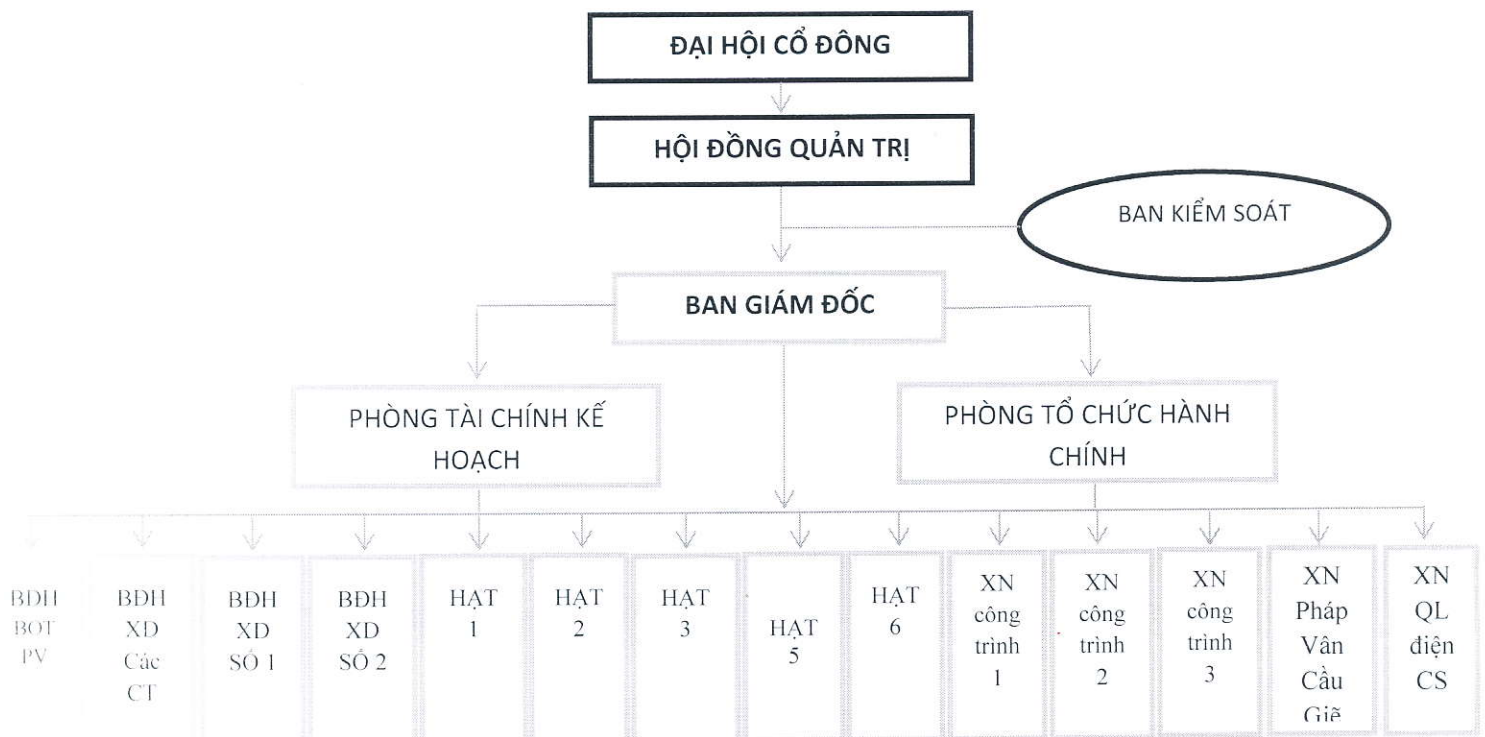 ĐẠI HỘI CỔ ĐÔNG
HỘI ĐỒNG QUẢN TRỊ
BAN KIỂM SOÁT
BAN GIÁM ĐỐC
PHÒNG TÀI CHÍNH KẾ
HOẠCH
PHÒNG TỔ CHỨC HÀNH
CHÍNH
BĐH
BOT
PV
BĐH
XD
Các
CT
BĐH
XD
SỐ 1
BĐH
XD
SỐ 2
HẠT
1
HẠT
2
HẠT
3
HẠT
5
HẠT
6
XN
công
trình
1
XN
công
trình
2
XN
công
trình
3
XN
Pháp
Vân
Cầu
Giẽ
XN
QL
điện
CS